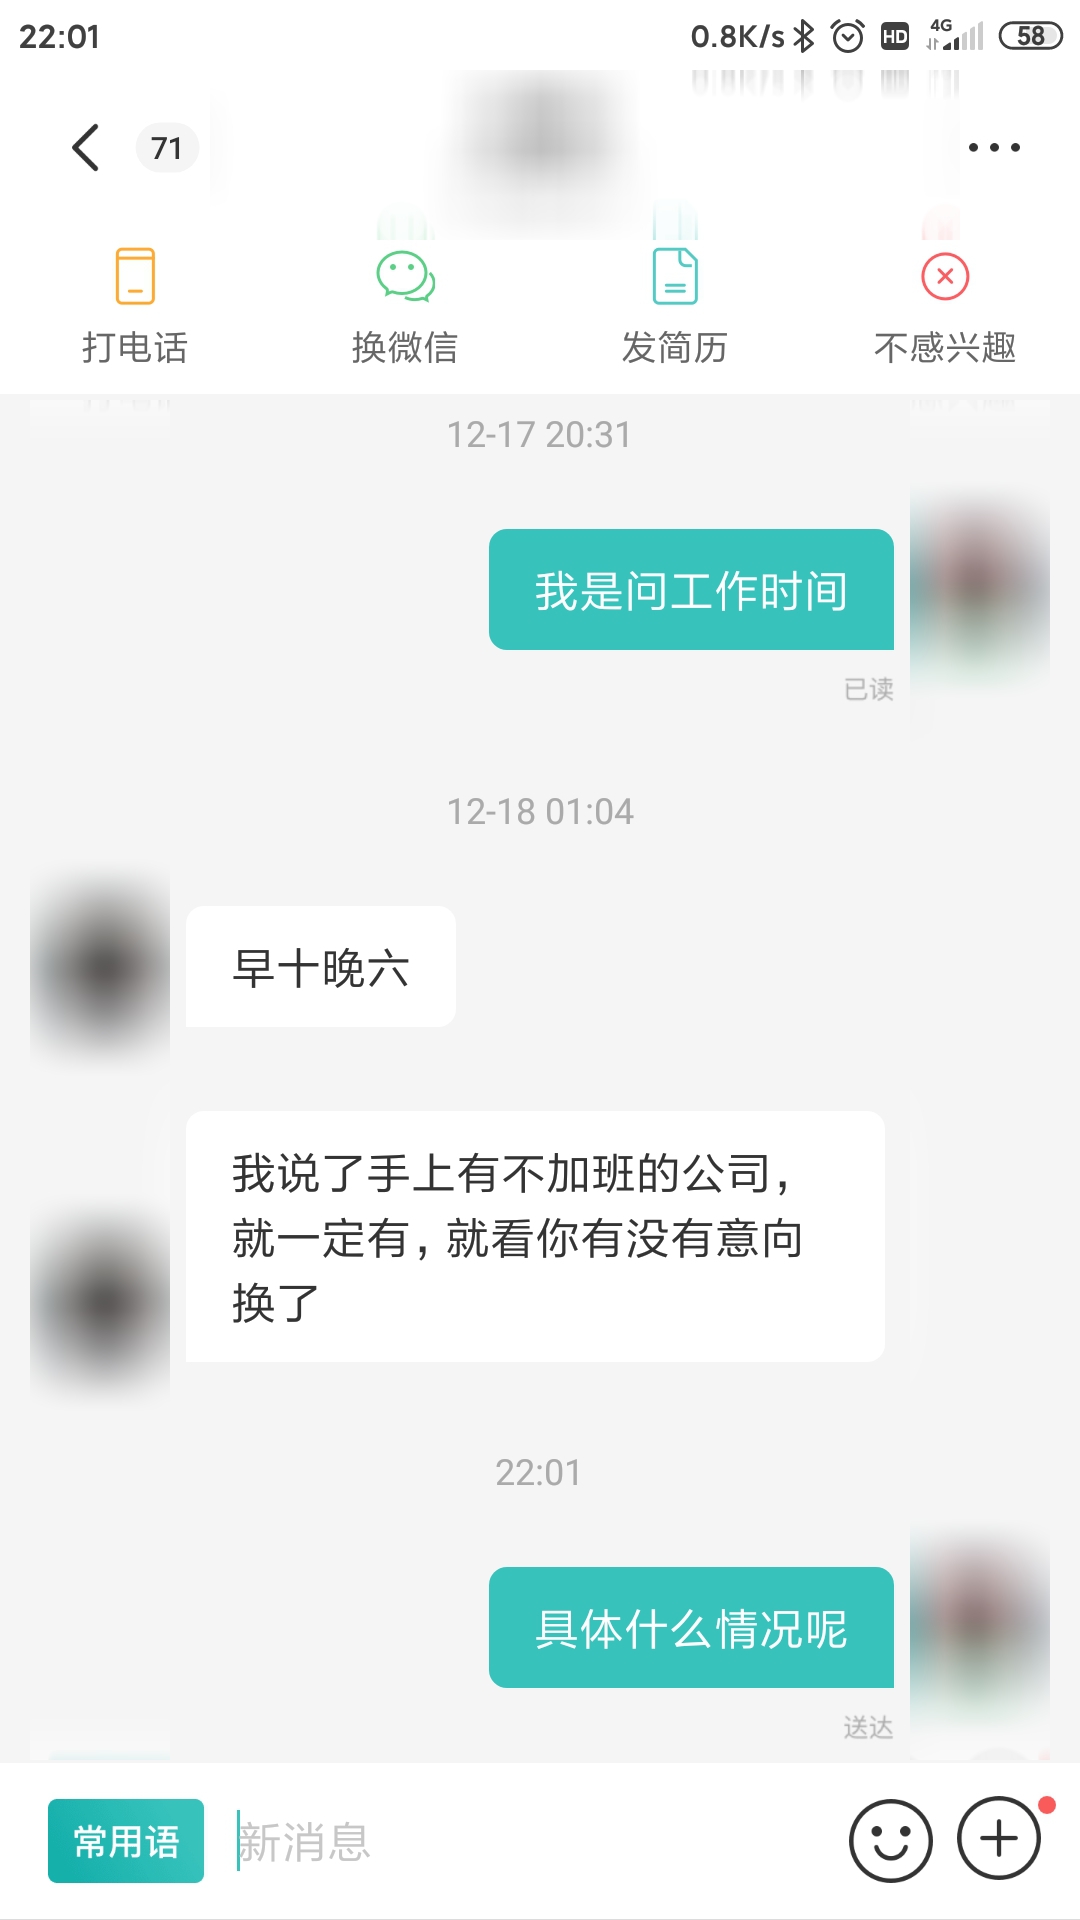 22:01
0.8K/s HD 4G 58
71
打电话 换微信 发简历 不感兴趣
12-17 20:31
我是问工作时间
已读
12-18 01:04
早十晚六
我说了手上有不加班的公司,
就一定有, 就看你有没有意向
换了
22:01
具体什么情况呢
送达
常用语 新消息